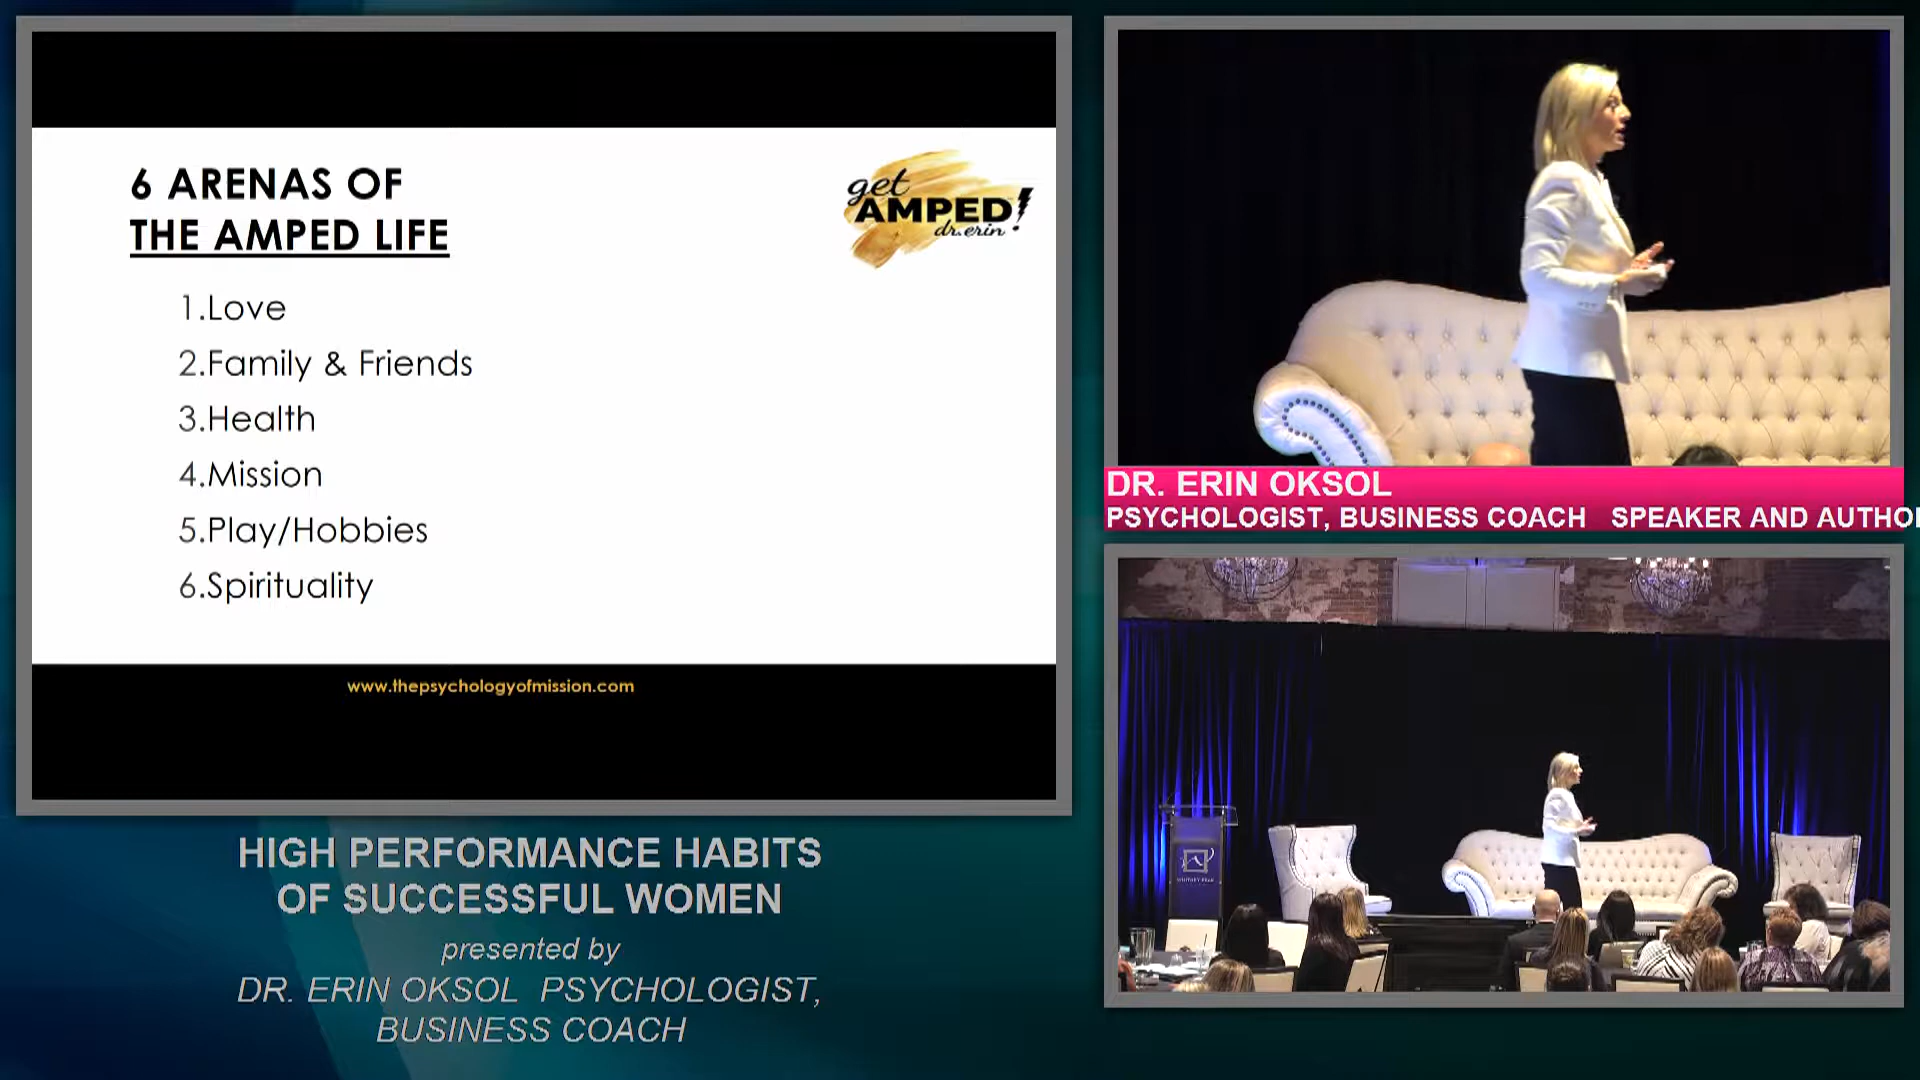 6 ARENAS OF
THE AMPED LIFE
get
AMPED!
dr.erin
1.Love
2.Family & Friends
3.Health
4.Mission
5.Play/Hobbies
6.Spirituality
www.thepsychologyofmission.com
DR. ERIN OKSOL
PSYCHOLOGIST, BUSINESS COACH SPEAKER AND AUTHO
HIGH PERFORMANCE HABITS
OF SUCCESSFUL WOMEN
presented by
DR. ERIN OKSOL PSYCHOLOGIST,
BUSINESS COACH